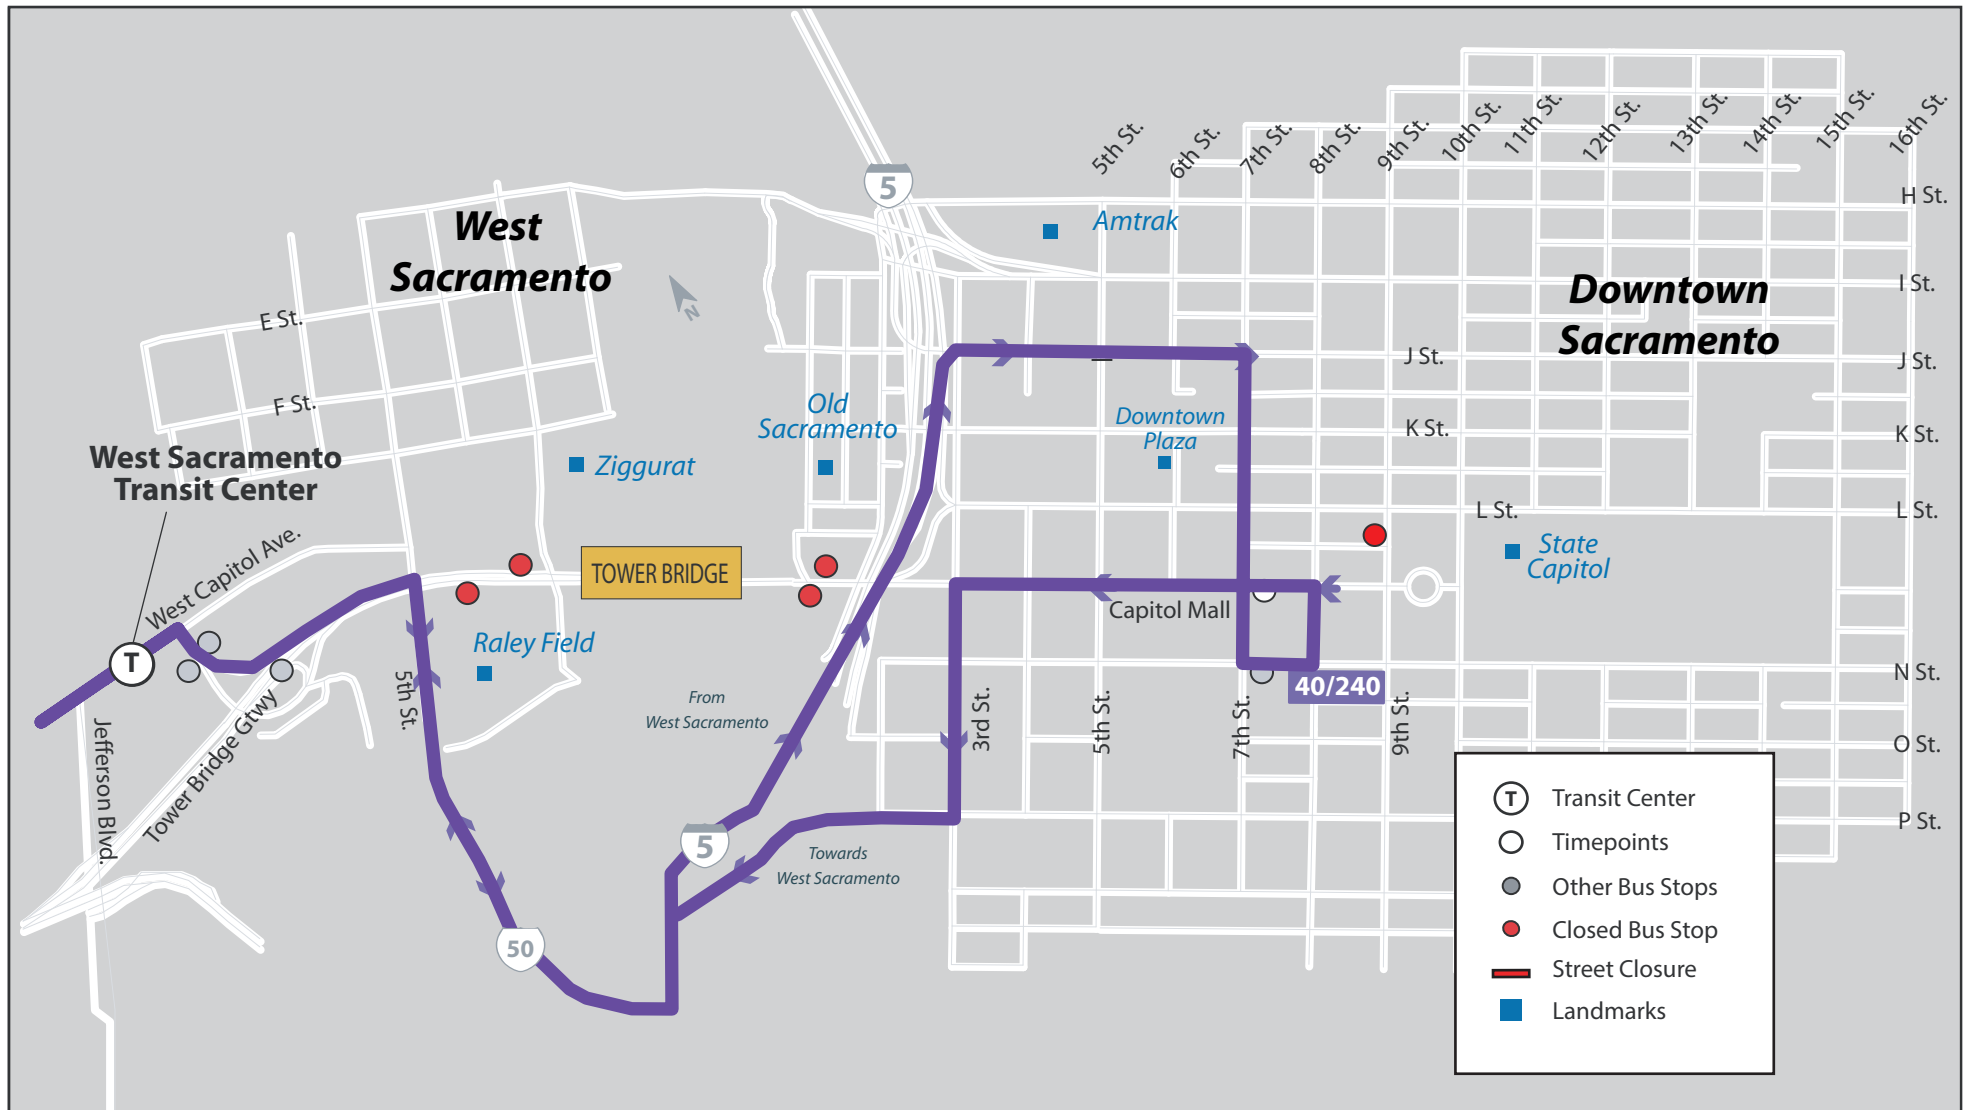 5th St.
6th St.
7th St.
8th St.
9th St.
10th St.
11th St.
12th St.
13th St.
14th St.
15th St.
16th St.
5
H St.
West
Sacramento
Amtrak
N
Downtown
Sacramento
I St.
E St.
J St.
J St.
F St.
Old
Sacramento
Downtown
Plaza
K St.
K St.
West Sacramento
Transit Center
Ziggurat
L St.
L St.
West Capitol Ave.
TOWER BRIDGE
State
Capitol
Capitol Mall
T
Raley Field
N St.
40/240
5th St.
From
West Sacramento
3rd St.
5th St.
7th St.
9th St.
O St.
Jefferson Blvd.
Tower Bridge Gtwy
P St.
5
Towards
West Sacramento
50
T Transit Center
Timepoints
Other Bus Stops
Closed Bus Stop
Street Closure
Landmarks